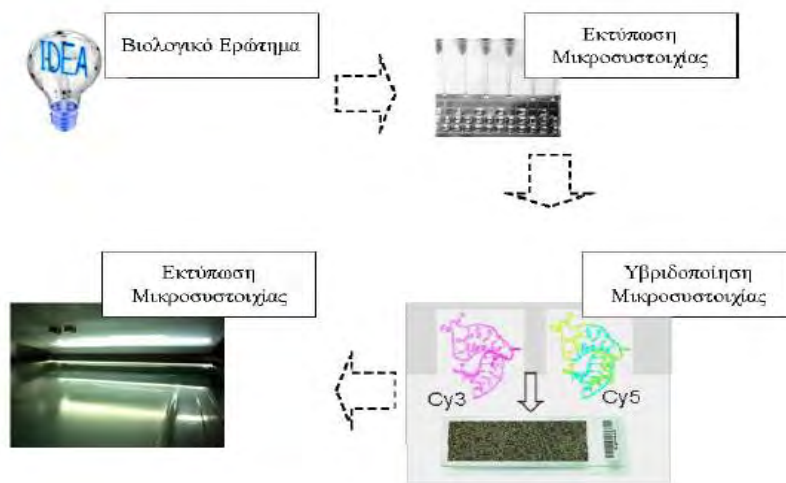 IDEA
Βιολογικό Ερώτημα
Εκτύπωση
Μικροσυστοιχίας
Υβριδοποίηση
Μικροσυστοιχίας
Cy3
Cy5
Εκτύπωση
Μικροσυστοιχίας